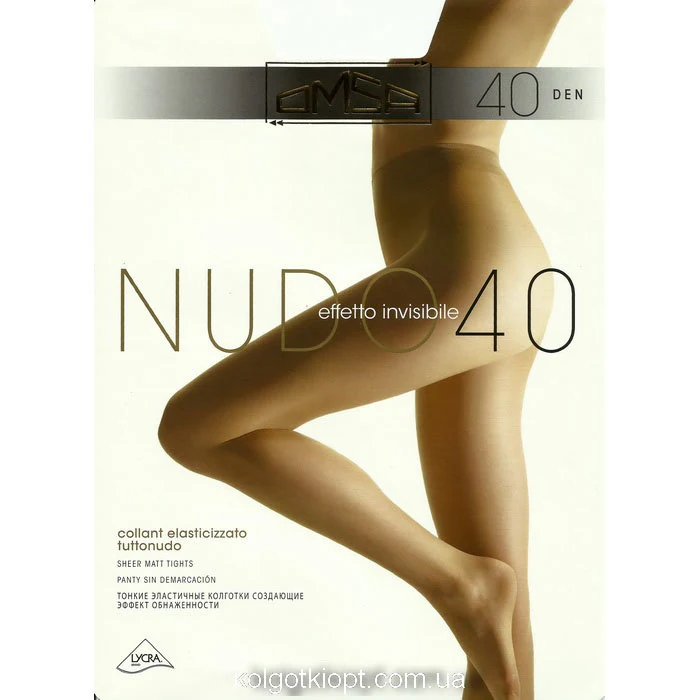 OMSA
40 DEN
NUDO 40
effetto invisibile
collant elasticizzato
tuttonudo
SHEER MATT TIGHTS
PANTY SIN DEMARCACIÓN
ТОНКИЕ ЭЛАСТИЧНЫЕ КОЛГОТКИ СОЗДАЮЩИЕ
ЭФФЕКТ ОБНАЖЕННОСТИ
LYCRA
kolgotkiopt.com.ua